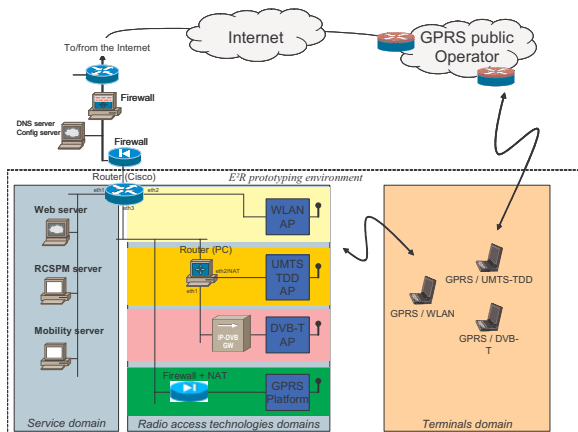 To/from the Internet
Internet
GPRS public
Operator
Firewall
DNS server
Config server
Firewall
Router (Cisco)
E²R prototyping environment
eth1
eth2
eth3
Web server
WLAN
AP
Router (PC)
RCSPM server
eth2/NAT
UMTS
TDD
AP
eth1
GPRS / UMTS-TDD
GPRS / WLAN
Mobility server
IP-DVB
GW
DVB-T
AP
GPRS / DVB-
T
Firewall + NAT
GPRS
Platform
Service domain
Radio access technologies domains
Terminals domain